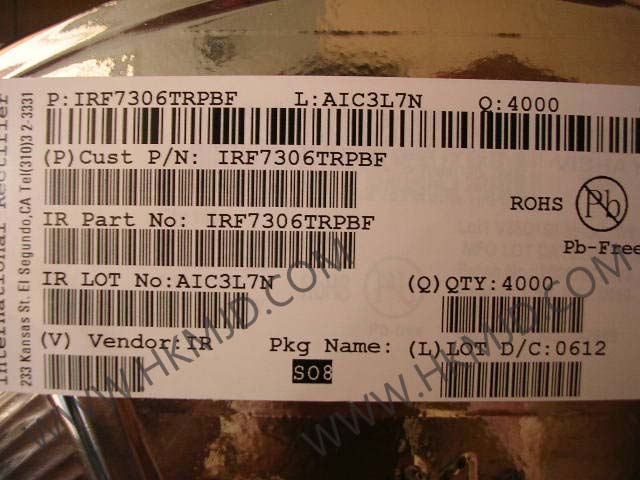 P:IRF7306TRPBF L:AIC3L7N Q:4000
(P)Cust P/N: IRF7306TRPBF
ROHS Pb
IR Part No: IRF7306TRPBF
Pb-Free
IR LOT No:AIC3L7N (Q)QTY:4000
(V) Vendor:IR Pkg Name: (L)LOT D/C:0612
SO8
International Rectifier
233 Kansas St. El Segundo,CA Tel(310)3 2-3331
WWW.HKMJD.COM
WWW.HKMJD.COM